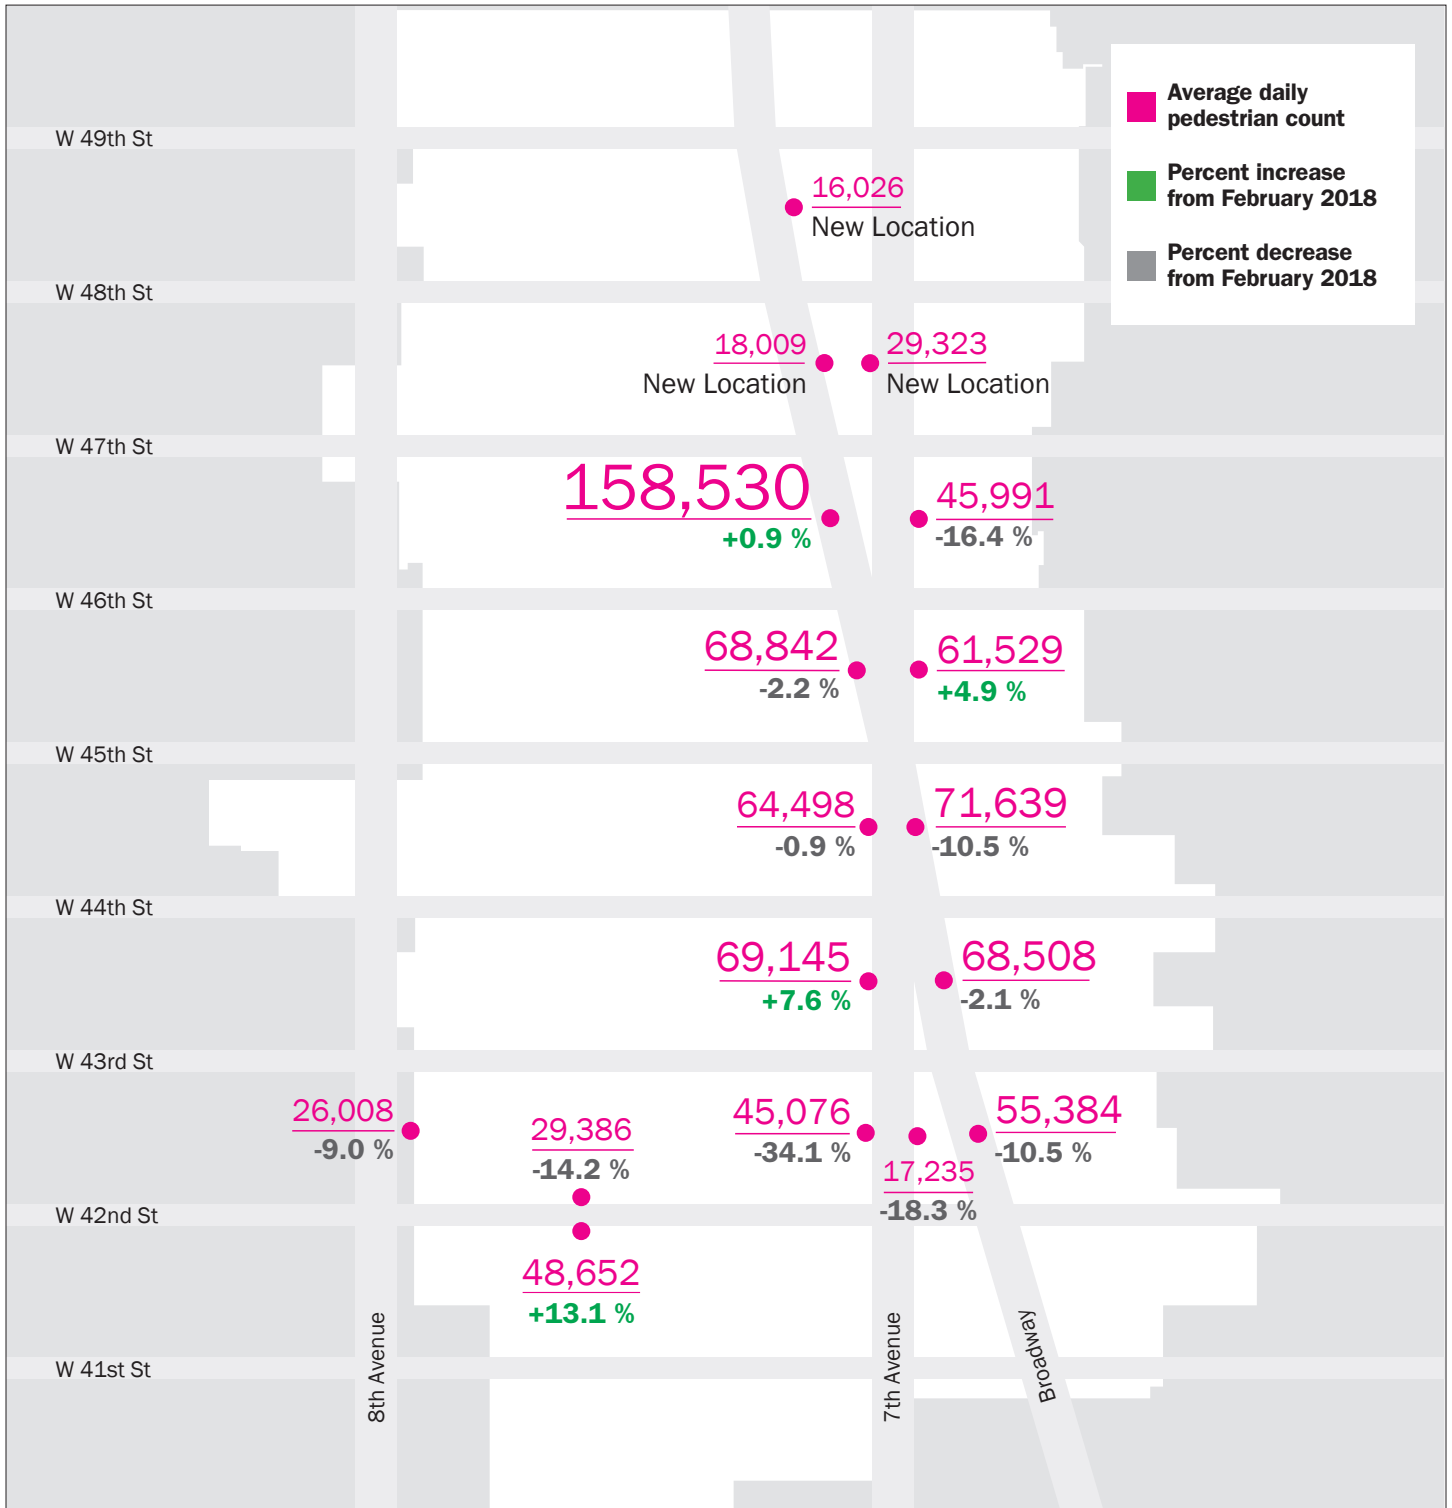 Average daily
pedestrian count
Percent increase
from February 2018
Percent decrease
from February 2018
W 49th St
16,026
New Location
W 48th St
18,009
New Location
29,323
New Location
W 47th St
158,530
+0.9 %
45,991
-16.4 %
W 46th St
68,842
-2.2 %
61,529
+4.9 %
W 45th St
64,498
-0.9 %
71,639
-10.5 %
W 44th St
69,145
+7.6 %
68,508
-2.1 %
W 43rd St
26,008
-9.0 %
29,386
-14.2 %
45,076
-34.1 %
17,235
-18.3 %
55,384
-10.5 %
W 42nd St
48,652
+13.1 %
W 41st St
8th Avenue
7th Avenue
Broadway